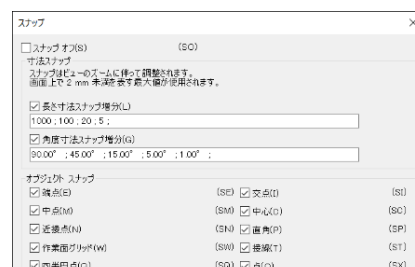 スナップ
スナップ オフ(S) (SO)
寸法スナップ
スナップはビューのズームに伴って調整されます。
画面上で 2 mm 未満を表す最大値が使用されます。
長さ寸法スナップ増分(L)
1000 ; 100 ; 20 ; 5 ;
角度寸法スナップ増分(G)
90.00° ; 45.00° ; 15.00° ; 5.00° ; 1.00° ;
オブジェクト スナップ
端点(E) (SE) 交点(I) (SI)
中点(M) (SM) 中心(C) (SC)
近接点(N) (SN) 直角(P) (SP)
作業面グリッド(W) (SW) 接線(T) (ST)
四半円点(Q) (SQ) 点(O) (SX)